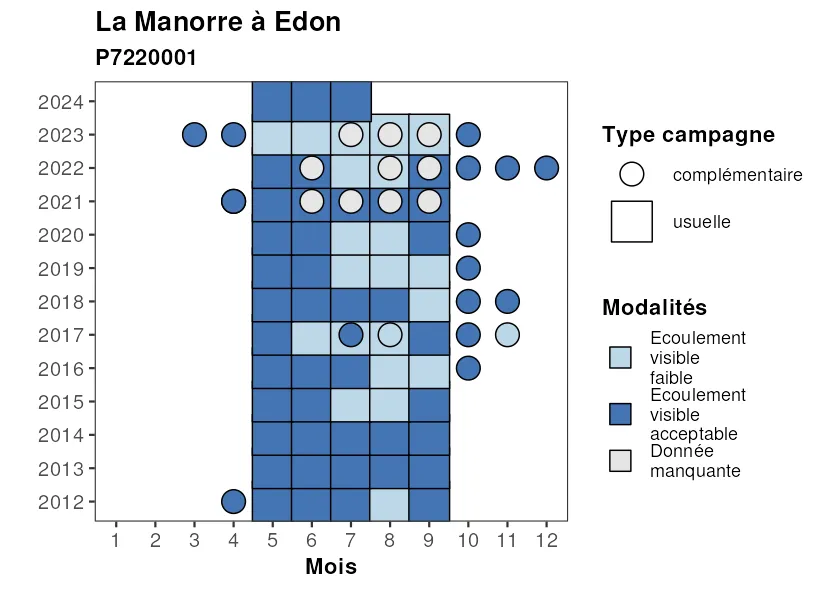 La Manorre à Edon
P7220001
2024
2023
2022
2021
2020
2019
2018
2017
2016
2015
2014
2013
2012
1 2 3 4 5 6 7 8 9 10 11 12
Mois
Type campagne
complémentaire
usuelle
Modalités
Ecoulement
visible
faible
Ecoulement
visible
acceptable
Donnée
manquante